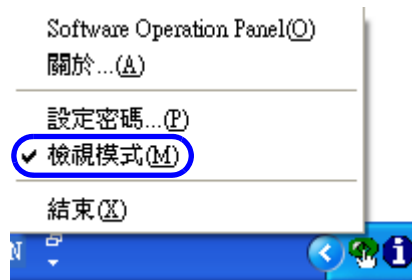 Software Operation Panel(O)
關於...(A)
設定密碼...(P)
檢視模式(M)
結束(X)
N